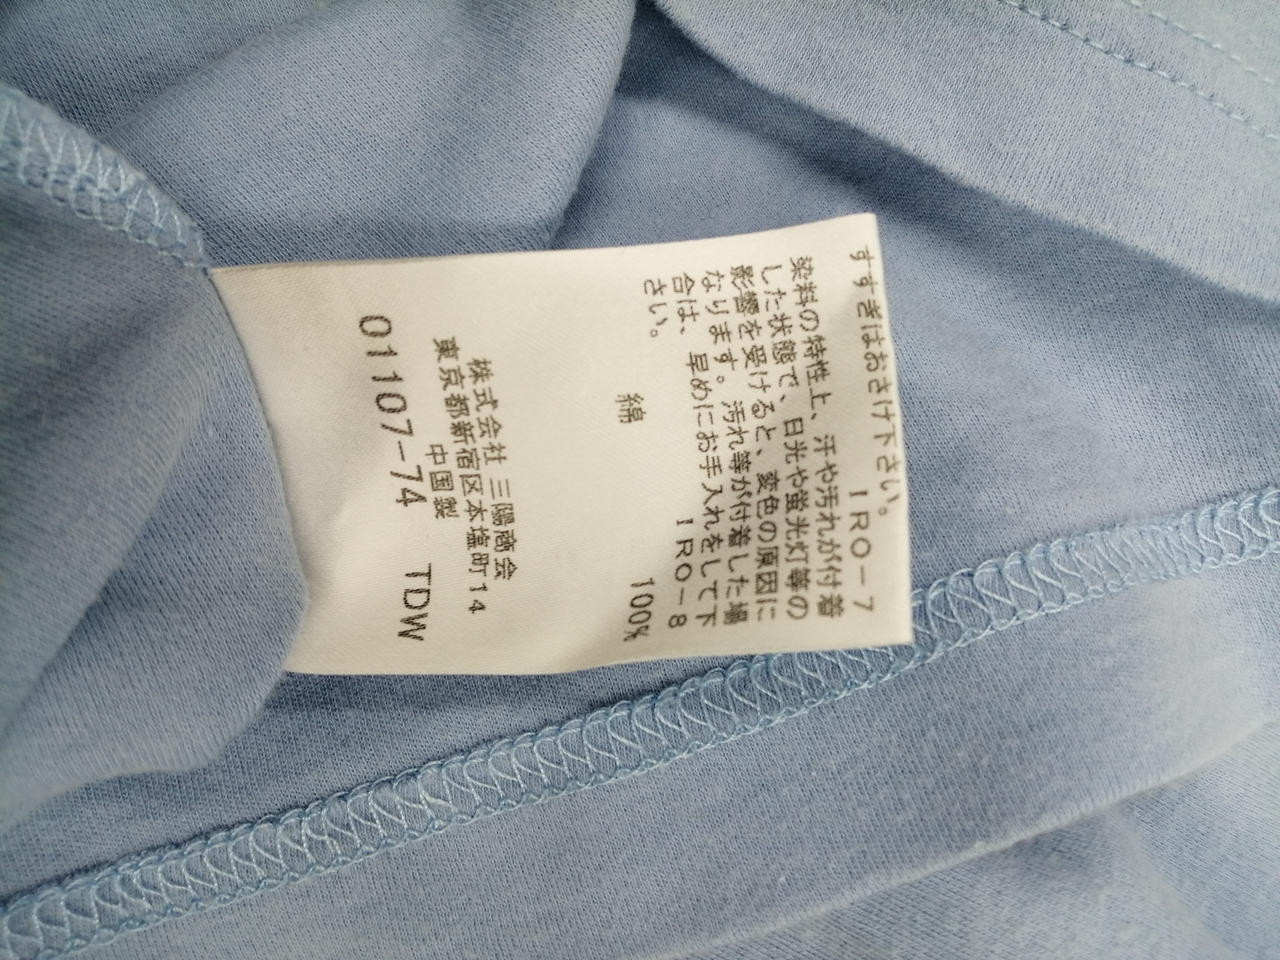 すすぎはおさけ下さい。
IRO-7
染料の特性上、汗や汚れが付着
した状態で、日光や蛍光灯等の
影響を受けると、変色の原因に
なります。汚れ等が付着した場
合は、早めにお手入れをして下
さい。 IRO-8
綿 100%
株式会社 三陽商会
東京都新宿区本塩町14
中国製
01107-74 TDW